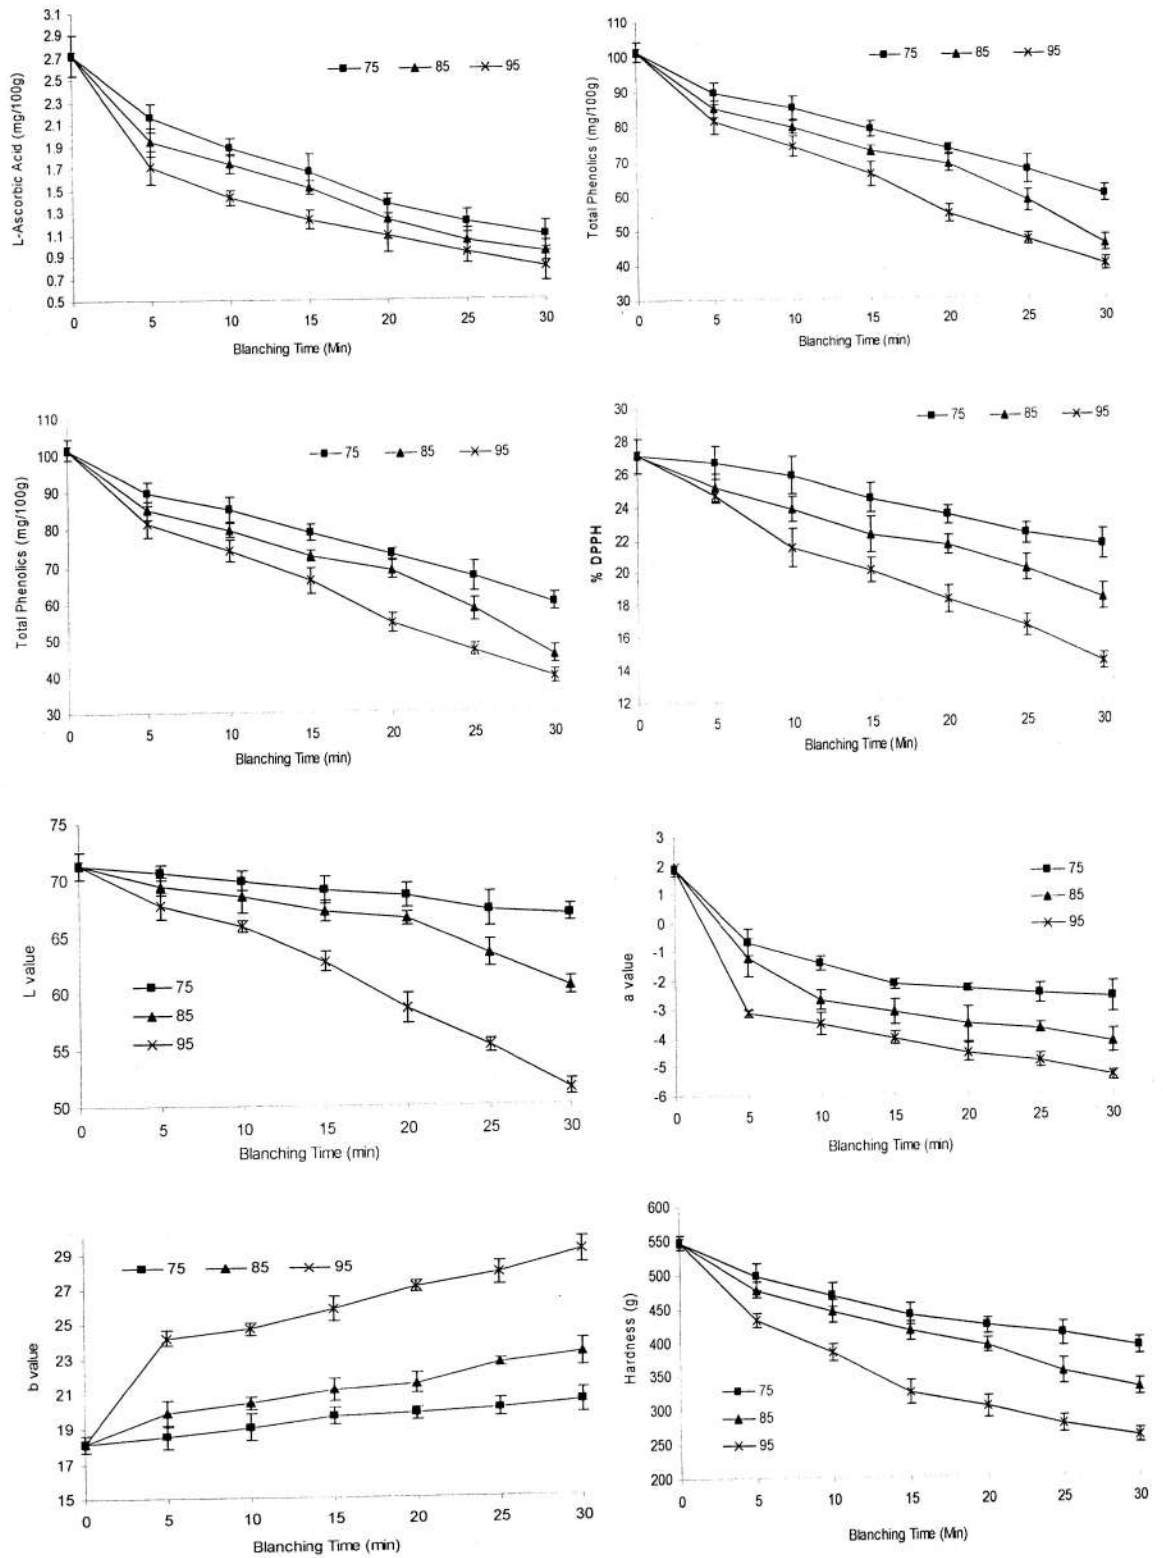 3.1
2.9
2.7
2.5
2.3
2.1
1.9
1.7
1.5
1.3
1.1
0.9
0.7
0.5
L-Ascorbic Acid (mg/100g)
75 85 95
0 5 10 15 20 25 30
Blanching Time (Min)
110
100
90
80
70
60
50
40
30
Total Phenolics (mg/100g)
75 85 95
0 5 10 15 20 25 30
Blanching Time (min)
110
100
90
80
70
60
50
40
30
Total Phenolics (mg/100g)
75 85 95
0 5 10 15 20 25 30
Blanching Time (min)
30
28
26
24
22
20
18
16
14
12
% DPPH
75 85 95
0 5 10 15 20 25 30
Blanching Time (Min)
75
70
65
60
55
50
L value
75
85
95
0 5 10 15 20 25 30
Blanching Time (min)
3
2
1
0
-1
-2
-3
-4
-5
-6
a value
75
85
95
0 5 10 15 20 25 30
Blanching Time (min)
29
27
25
23
21
19
17
15
b value
75 85 95
0 5 10 15 20 25 30
Blanching Time (min)
600
550
500
450
400
350
300
250
200
Hardness (g)
75
85
95
0 5 10 15 20 25 30
Blanching Time (Min)